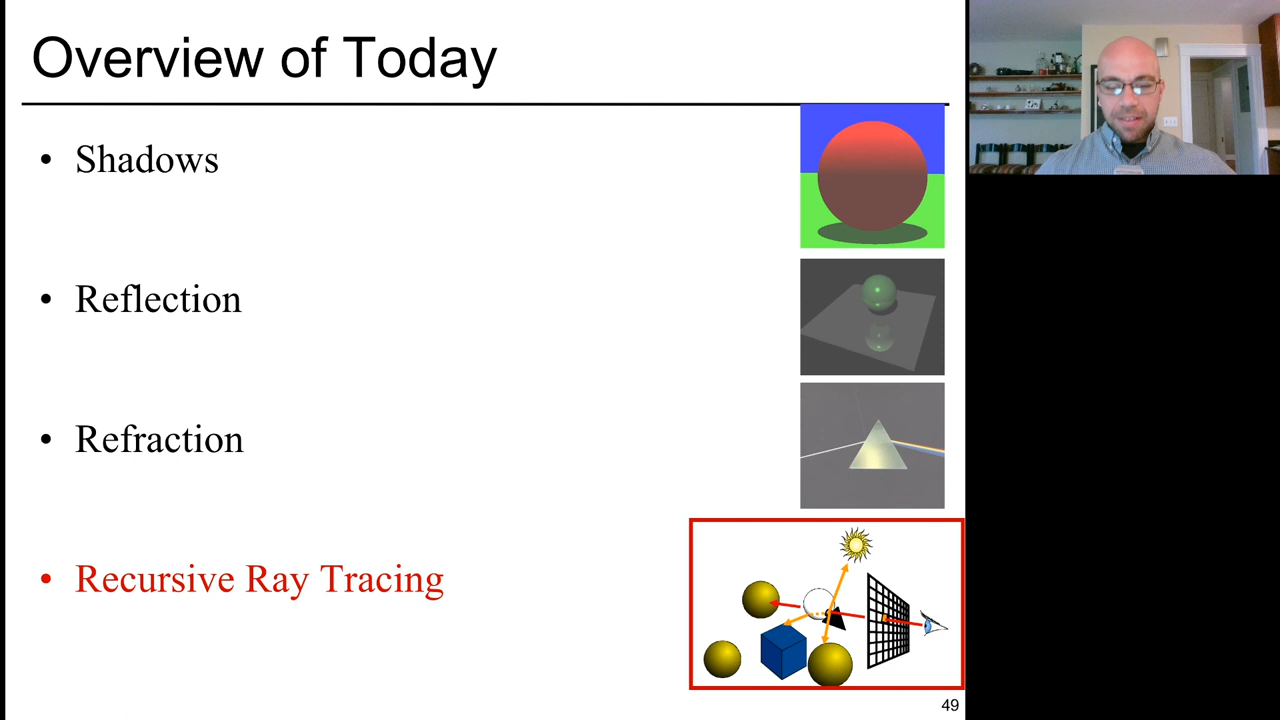 Overview of Today
• Shadows
• Reflection
• Refraction
• Recursive Ray Tracing
49